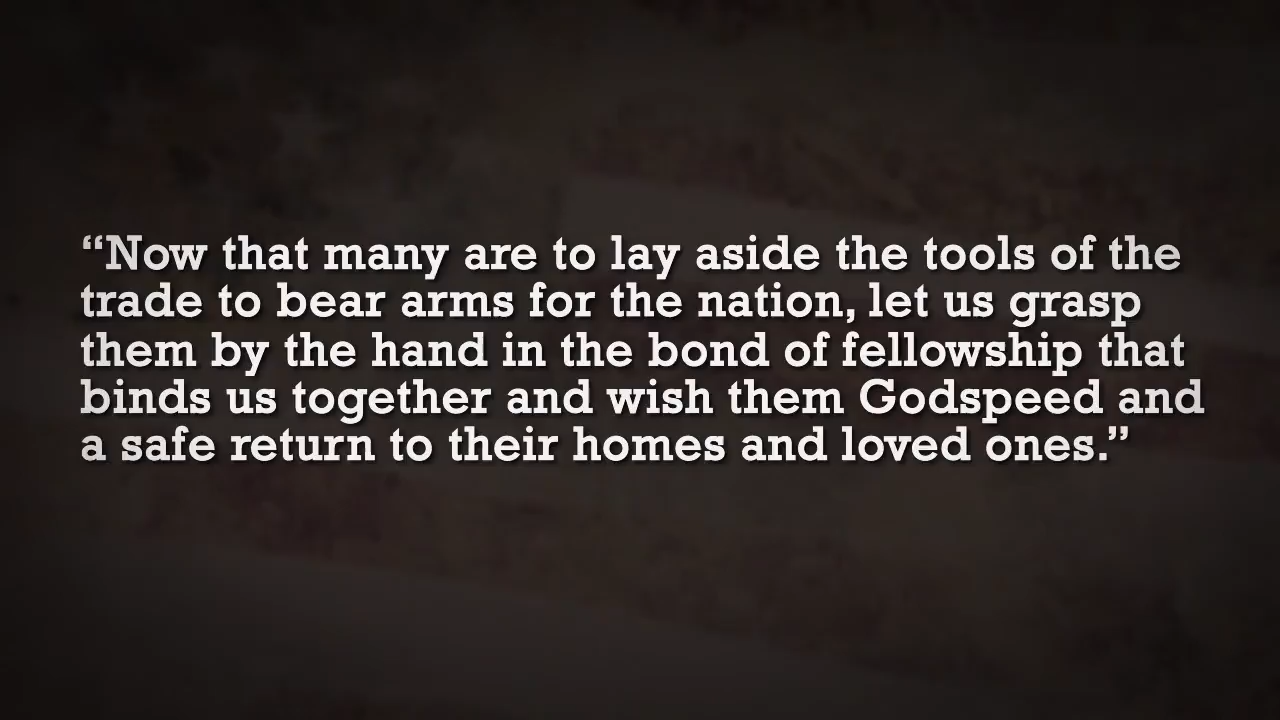 “Now that many are to lay aside the tools of the
trade to bear arms for the nation, let us grasp
them by the hand in the bond of fellowship that
binds us together and wish them Godspeed and
a safe return to their homes and loved ones.”